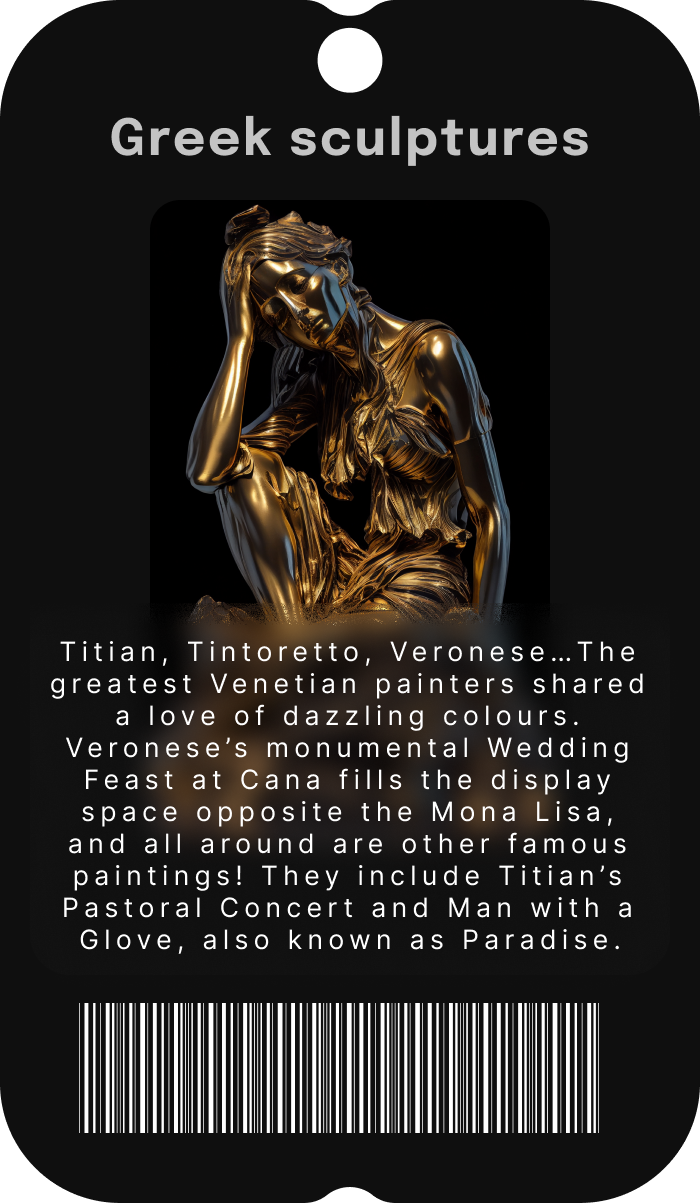 Greek sculptures
Titian, Tintoretto, Veronese…The
greatest Venetian painters shared
a love of dazzling colours.
Veronese’s monumental Wedding
Feast at Cana fills the display
space opposite the Mona Lisa,
and all around are other famous
paintings! They include Titian’s
Pastoral Concert and Man with a
Glove, also known as Paradise.